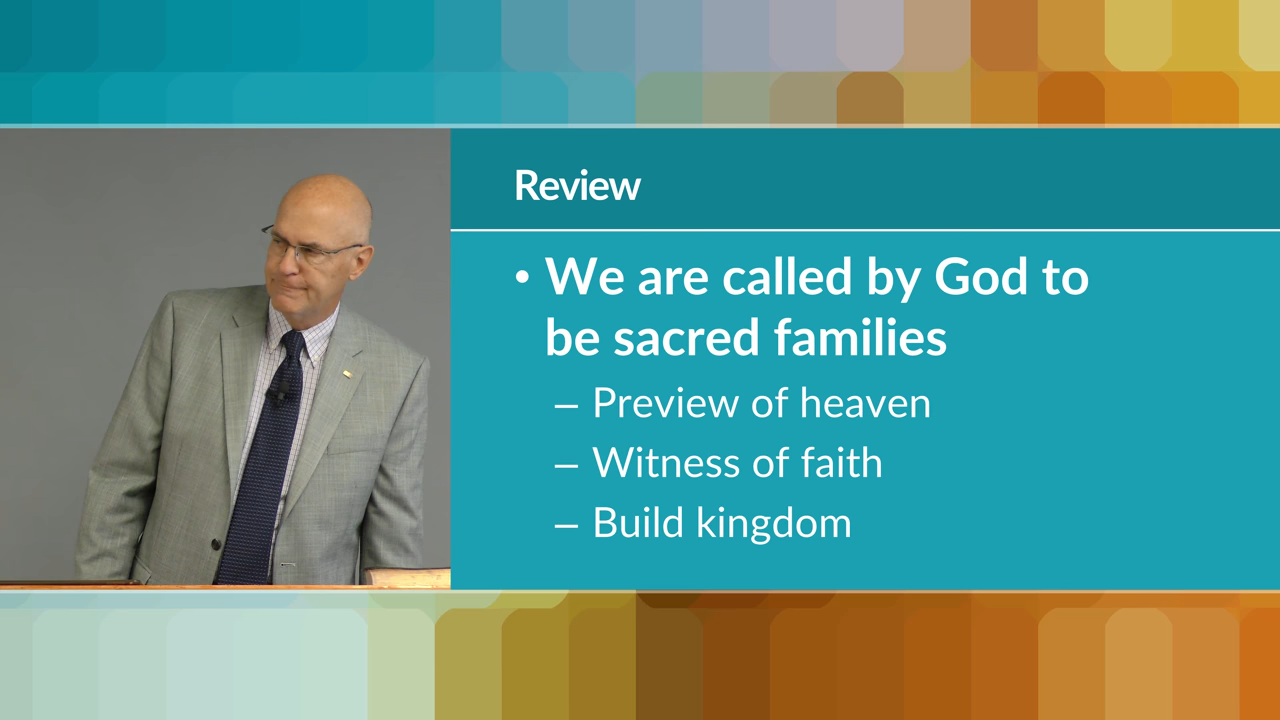 Review
• We are called by God to
be sacred families
– Preview of heaven
– Witness of faith
– Build kingdom